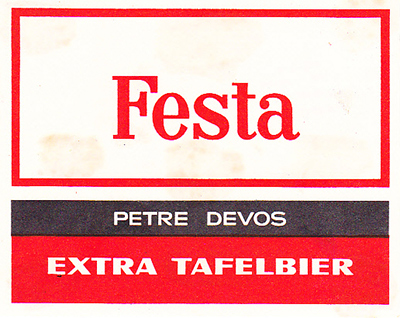 Festa
PETRE DEVOS
EXTRA TAFELBIER